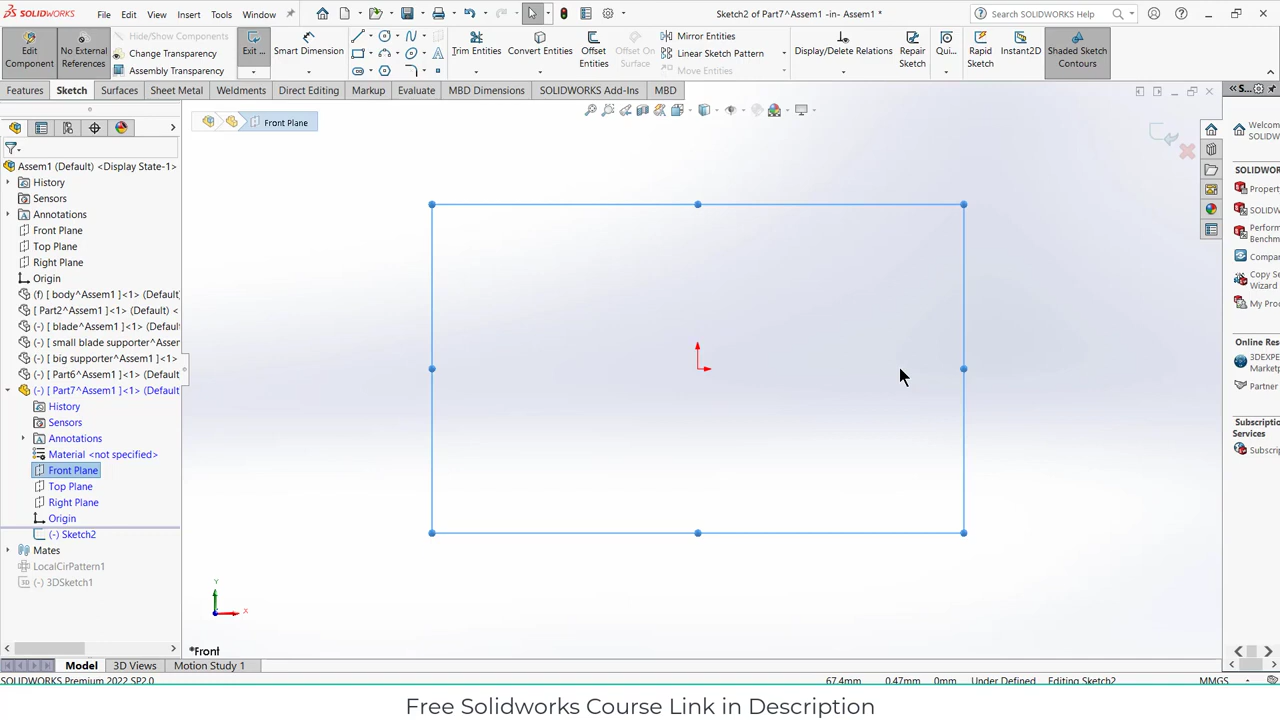 SOLIDWORKS
File
Edit
View
Insert
Tools
Window
Sketch2 of Part7^Assem1 -in- Assem1 *
Search SOLIDWORKS Help
Edit Component
No External References
Hide/Show Components
Change Transparency
Assembly Transparency
Exit ...
Smart Dimension
Trim Entities
Convert Entities
Offset Entities
Offset On Surface
Mirror Entities
Linear Sketch Pattern
Move Entities
Display/Delete Relations
Repair Sketch
Qui...
Rapid Sketch
Instant2D
Shaded Sketch Contours
Features
Sketch
Surfaces
Sheet Metal
Weldments
Direct Editing
Markup
Evaluate
MBD Dimensions
SOLIDWORKS Add-Ins
MBD
S...
Front Plane
Assem1 (Default) <Display State-1>
History
Sensors
Annotations
Front Plane
Top Plane
Right Plane
Origin
(f) [ body^Assem1 ]<1> (Default
[ Part2^Assem1 ]<1> (Default) <
(-) [ blade^Assem1 ]<1> (Default
(-) [ small blade supporter^Assem
(-) [ big supporter^Assem1 ]<1>
(-) [ Part6^Assem1 ]<1> (Default
(-) [ Part7^Assem1 ]<1> (Default
History
Sensors
Annotations
Material <not specified>
Front Plane
Top Plane
Right Plane
Origin
(-) Sketch2
Mates
LocalCirPattern1
(-) 3DSketch1
Y
X
*Front
Welcom
SOLIDW
SOLIDWO
Property
SOLIDW
Perform
Benchm
Compar
Copy Se
Wizard
My Pro
Online Res
3DEXPE
Marketp
Partner
Subscriptio
Services
Subscrip
Model
3D Views
Motion Study 1
SOLIDWORKS Premium 2022 SP2.0
67.4mm
0.47mm
0mm
Under Defined
Editing Sketch2
MMGS
Free Solidworks Course Link in Description